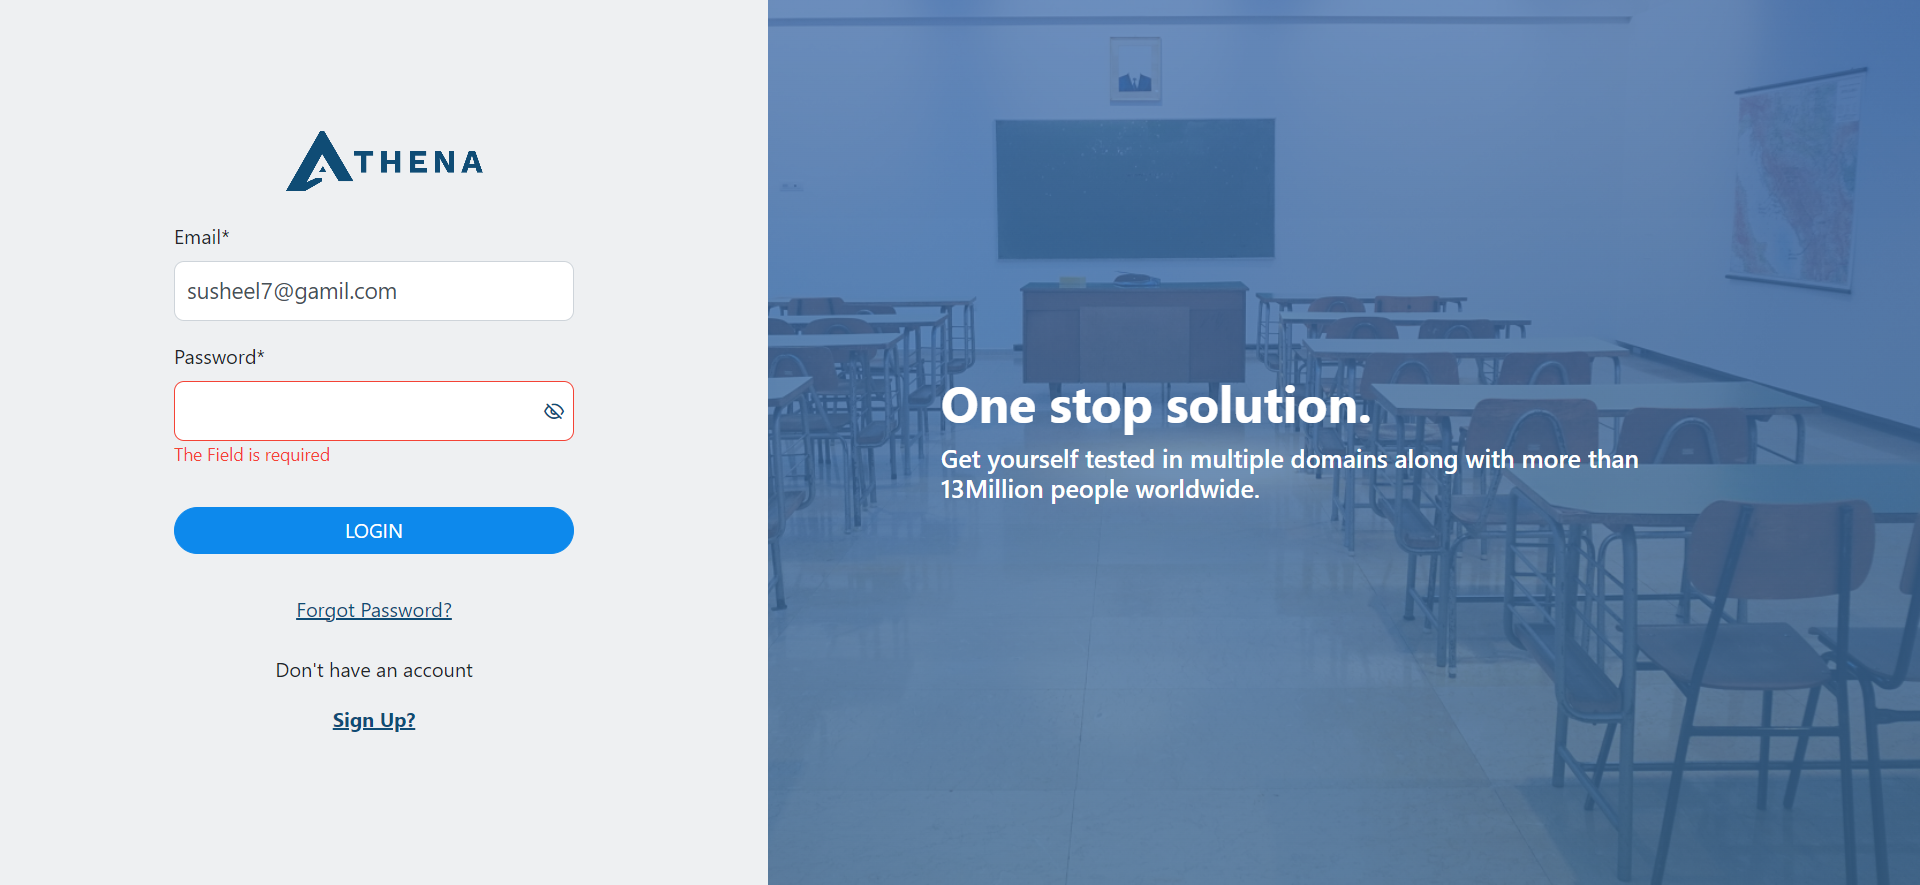 ATHENA
Email*
susheel7@gamil.com
Password*
The Field is required
LOGIN
Forgot Password?
Don't have an account
Sign Up?
One stop solution.
Get yourself tested in multiple domains along with more than
13Million people worldwide.